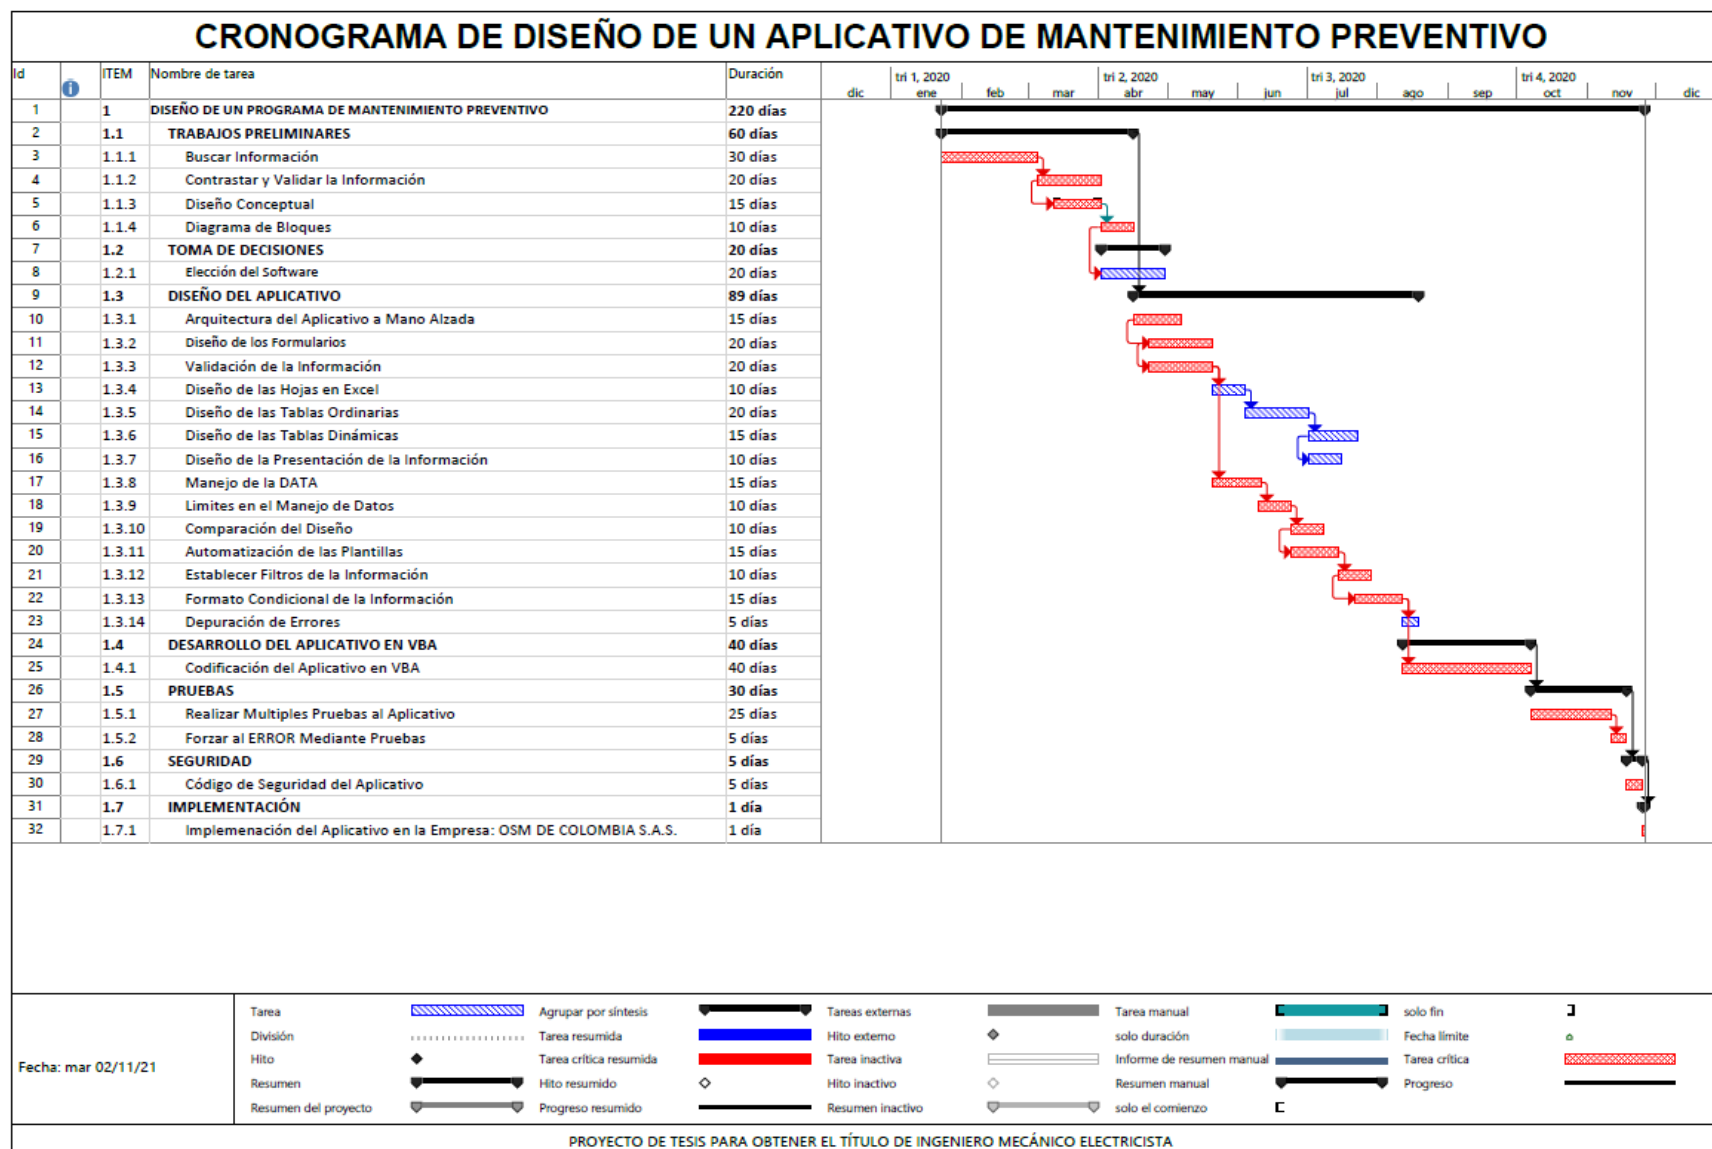 CRONOGRAMA DE DISEÑO DE UN APLICATIVO DE MANTENIMIENTO PREVENTIVO
Id ITEM Nombre de tarea Duración
tri 1, 2020 tri 2, 2020 tri 3, 2020 tri 4, 2020
dic ene feb mar abr may jun jul ago sep oct nov dic
1 1 DISEÑO DE UN PROGRAMA DE MANTENIMIENTO PREVENTIVO 220 días
2 1.1 TRABAJOS PRELIMINARES 60 días
3 1.1.1 Buscar Información 30 días
4 1.1.2 Contrastar y Validar la Información 20 días
5 1.1.3 Diseño Conceptual 15 días
6 1.1.4 Diagrama de Bloques 10 días
7 1.2 TOMA DE DECISIONES 20 días
8 1.2.1 Elección del Software 20 días
9 1.3 DISEÑO DEL APLICATIVO 89 días
10 1.3.1 Arquitectura del Aplicativo a Mano Alzada 15 días
11 1.3.2 Diseño de los Formularios 20 días
12 1.3.3 Validación de la Información 20 días
13 1.3.4 Diseño de las Hojas en Excel 10 días
14 1.3.5 Diseño de las Tablas Ordinarias 20 días
15 1.3.6 Diseño de las Tablas Dinámicas 15 días
16 1.3.7 Diseño de la Presentación de la Información 10 días
17 1.3.8 Manejo de la DATA 15 días
18 1.3.9 Limites en el Manejo de Datos 10 días
19 1.3.10 Comparación del Diseño 10 días
20 1.3.11 Automatización de las Plantillas 15 días
21 1.3.12 Establecer Filtros de la Información 10 días
22 1.3.13 Formato Condicional de la Información 15 días
23 1.3.14 Depuración de Errores 5 días
24 1.4 DESARROLLO DEL APLICATIVO EN VBA 40 días
25 1.4.1 Codificación del Aplicativo en VBA 40 días
26 1.5 PRUEBAS 30 días
27 1.5.1 Realizar Multiples Pruebas al Aplicativo 25 días
28 1.5.2 Forzar al ERROR Mediante Pruebas 5 días
29 1.6 SEGURIDAD 5 días
30 1.6.1 Código de Seguridad del Aplicativo 5 días
31 1.7 IMPLEMENTACIÓN 1 día
32 1.7.1 Implemenación del Aplicativo en la Empresa: OSM DE COLOMBIA S.A.S. 1 día
Fecha: mar 02/11/21
Tarea Agrupar por síntesis Tareas externas Tarea manual solo fin
División Tarea resumida Hito externo solo duración Fecha límite
Hito Tarea crítica resumida Tarea inactiva Informe de resumen manual Tarea crítica
Resumen Hito resumido Hito inactivo Resumen manual Progreso
Resumen del proyecto Progreso resumido Resumen inactivo solo el comienzo
PROYECTO DE TESIS PARA OBTENER EL TÍTULO DE INGENIERO MECÁNICO ELECTRICISTA